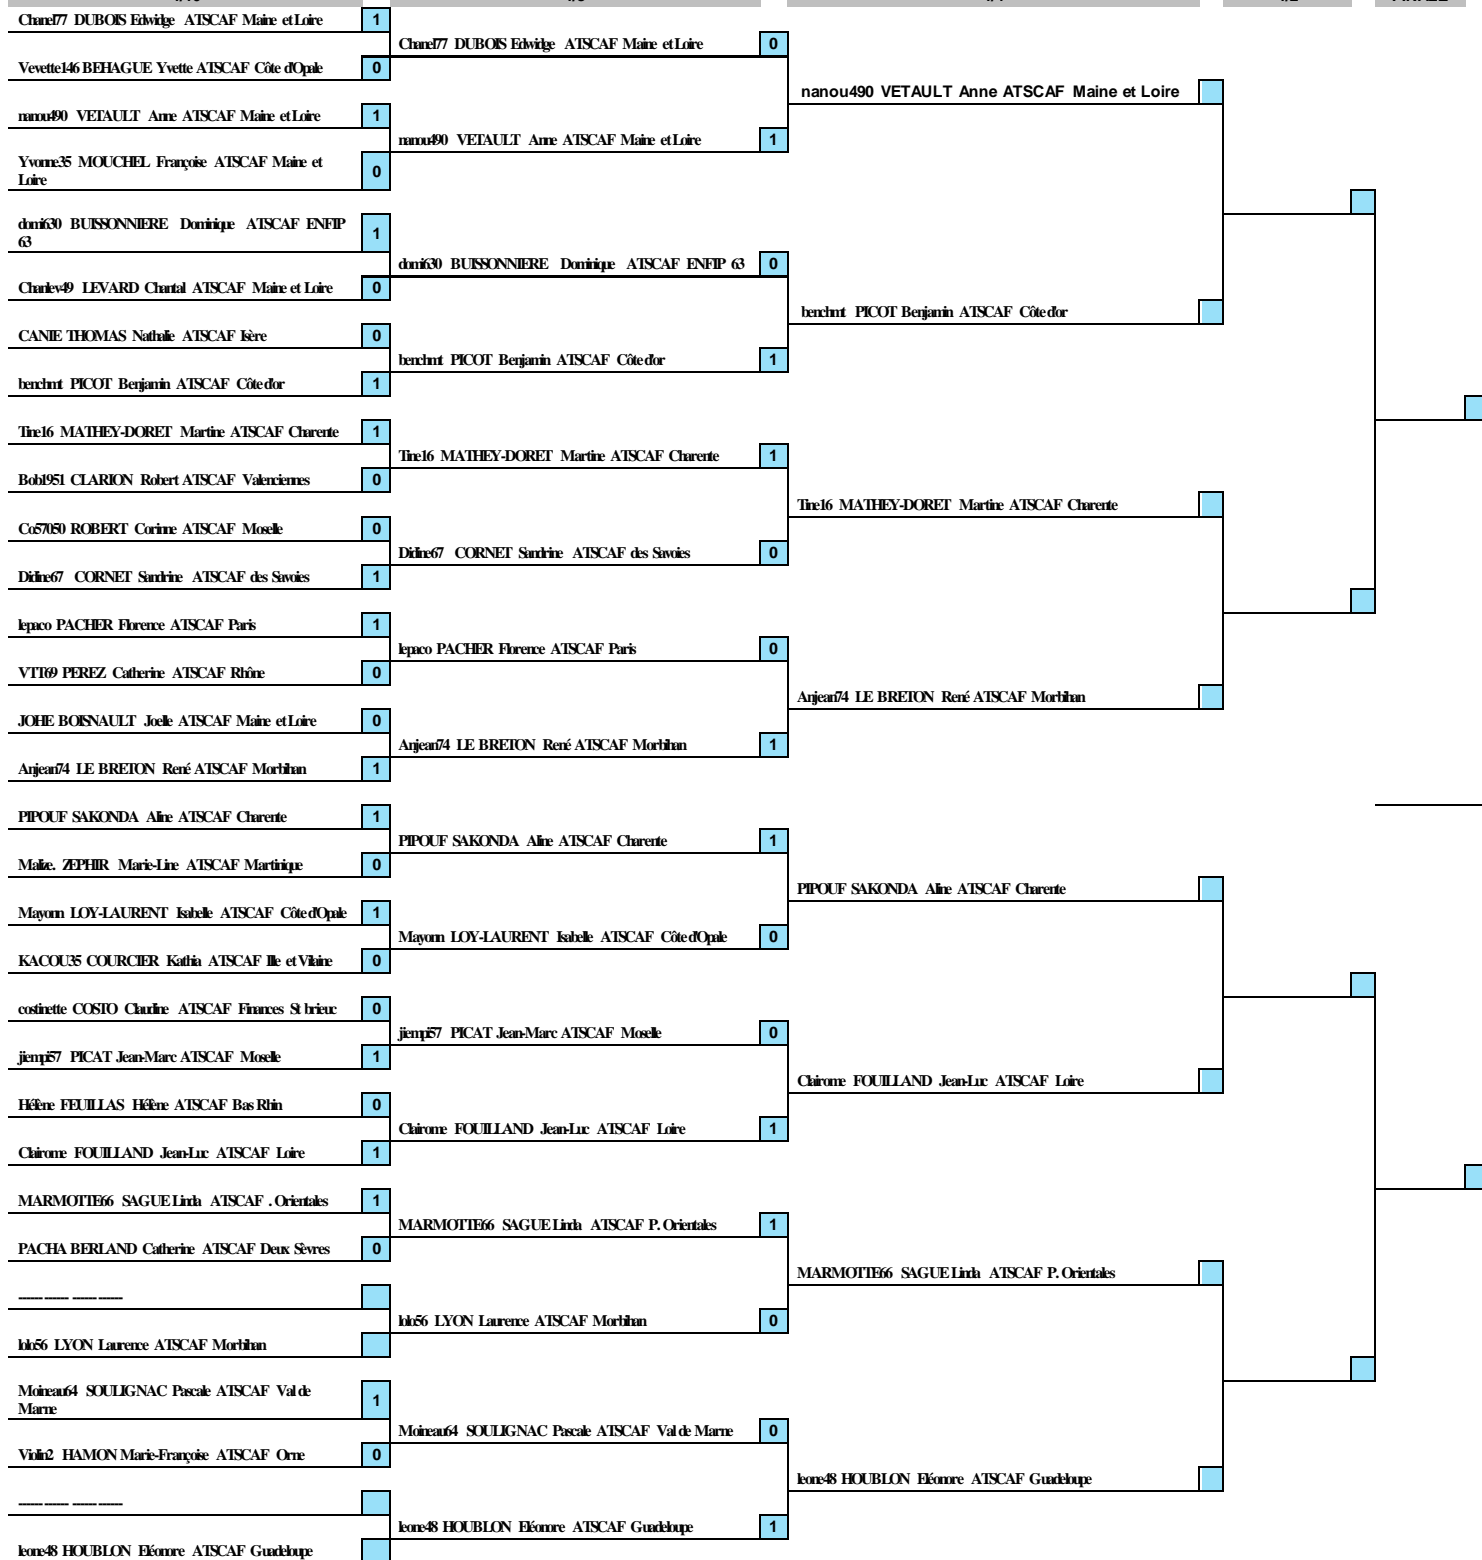 Chanel77 DUBOIS Edwidge ATSCAF Maine et Loire 1
Vevette146 BEHAGUE Yvette ATSCAF Côte d'Opale 0
nanou490 VETAULT Anne ATSCAF Maine et Loire 1
Yvonne35 MOUCHEL Françoise ATSCAF Maine et
Loire 0
domi630 BUISSONNIERE Dominique ATSCAF ENFIP
63 1
Chanlev49 LEVARD Chantal ATSCAF Maine et Loire 0
CANIE THOMAS Nathalie ATSCAF Isère 0
benchmt PICOT Benjamin ATSCAF Côte d'or 1
Tine16 MATHEY-DORET Martine ATSCAF Charente 1
Bob1951 CLARION Robert ATSCAF Valenciennes 0
Co57050 ROBERT Corinne ATSCAF Moselle 0
Didine67 CORNET Sandrine ATSCAF des Savoies 1
lepaco PACHER Florence ATSCAF Paris 1
VTT69 PEREZ Catherine ATSCAF Rhône 0
JOHE BOISNAULT Joelle ATSCAF Maine et Loire 0
Anjean74 LE BRETON René ATSCAF Morbihan 1
PIPOUF SAKONDA Aline ATSCAF Charente 1
Malize. ZEPHIR Marie-Line ATSCAF Martinique 0
Mayonn LOY-LAURENT Isabelle ATSCAF Côte d'Opale 1
KACOU35 COURCIER Kathia ATSCAF Ille et Vilaine 0
costinette COSTO Claudine ATSCAF Finances St brieuc 0
jiempi57 PICAT Jean-Marc ATSCAF Moselle 1
Hélène FEUILLAS Hélène ATSCAF Bas Rhin 0
Clairome FOUILLAND Jean-Luc ATSCAF Loire 1
MARMOTTE66 SAGUE Linda ATSCAF . Orientales 1
PACHA BERLAND Catherine ATSCAF Deux Sèvres 0
------ ------ ------ ------
lolo56 LYON Laurence ATSCAF Morbihan
Moineau64 SOULIGNAC Pascale ATSCAF Val de
Marne 1
Violin2 HAMON Marie-Françoise ATSCAF Orne 0
------ ------ ------ ------
leone48 HOUBLON Eléonore ATSCAF Guadeloupe
Chanel77 DUBOIS Edwidge ATSCAF Maine et Loire 0
nanou490 VETAULT Anne ATSCAF Maine et Loire 1
domi630 BUISSONNIERE Dominique ATSCAF ENFIP 63 0
benchmt PICOT Benjamin ATSCAF Côte d'or 1
Tine16 MATHEY-DORET Martine ATSCAF Charente 1
Didine67 CORNET Sandrine ATSCAF des Savoies 0
lepaco PACHER Florence ATSCAF Paris 0
Anjean74 LE BRETON René ATSCAF Morbihan 1
PIPOUF SAKONDA Aline ATSCAF Charente 1
Mayonn LOY-LAURENT Isabelle ATSCAF Côte d'Opale 0
jiempi57 PICAT Jean-Marc ATSCAF Moselle 0
Clairome FOUILLAND Jean-Luc ATSCAF Loire 1
MARMOTTE66 SAGUE Linda ATSCAF P. Orientales 1
lolo56 LYON Laurence ATSCAF Morbihan 0
Moineau64 SOULIGNAC Pascale ATSCAF Val de Marne 0
leone48 HOUBLON Eléonore ATSCAF Guadeloupe 1
nanou490 VETAULT Anne ATSCAF Maine et Loire
benchmt PICOT Benjamin ATSCAF Côte d'or
Tine16 MATHEY-DORET Martine ATSCAF Charente
Anjean74 LE BRETON René ATSCAF Morbihan
PIPOUF SAKONDA Aline ATSCAF Charente
Clairome FOUILLAND Jean-Luc ATSCAF Loire
MARMOTTE66 SAGUE Linda ATSCAF P. Orientales
leone48 HOUBLON Eléonore ATSCAF Guadeloupe